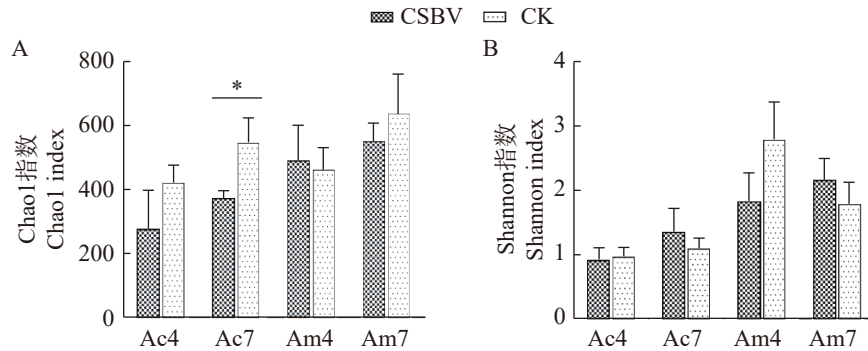 CSBV CK
A
B
800
600
400
200
0
Chao1指数
Chao1 index
*
Ac4 Ac7 Am4 Am7
4
3
2
1
0
Shannon指数
Shannon index
Ac4 Ac7 Am4 Am7